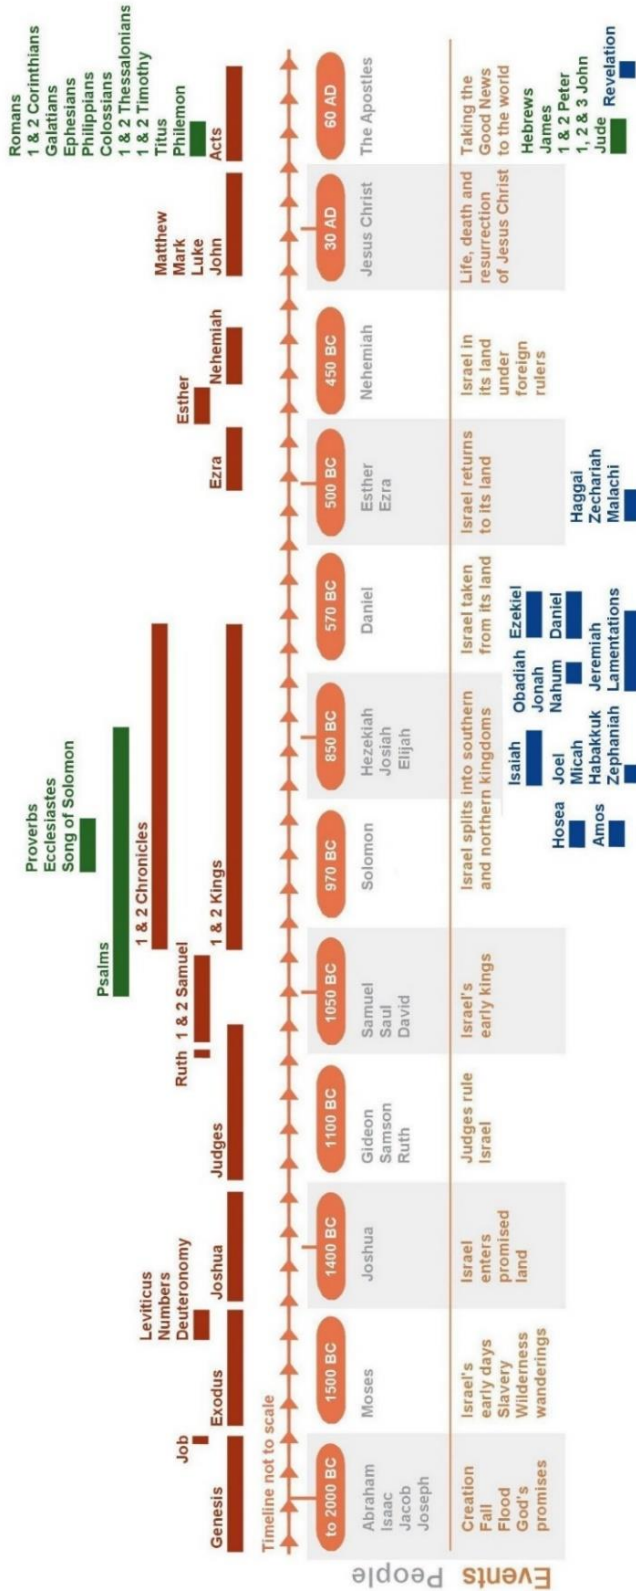 Proverbs
Ecclesiastes
Song of Solomon
Psalms
1 & 2 Chronicles
Job
Leviticus
Numbers
Deuteronomy
Ruth
1 & 2 Samuel
Esther
Genesis
Exodus
Joshua
Judges
1 & 2 Kings
Ezra
Nehemiah
Matthew
Mark
Luke
John
Romans
1 & 2 Corinthians
Galatians
Ephesians
Philippians
Colossians
1 & 2 Thessalonians
1 & 2 Timothy
Titus
Philemon
Acts
Timeline not to scale
to 2000 BC
1500 BC
1400 BC
1100 BC
1050 BC
970 BC
850 BC
570 BC
500 BC
450 BC
30 AD
60 AD
People
Abraham
Isaac
Jacob
Joseph
Moses
Joshua
Gideon
Samson
Ruth
Samuel
Saul
David
Solomon
Hezekiah
Josiah
Elijah
Daniel
Esther
Ezra
Nehemiah
Jesus Christ
The Apostles
Events
Creation
Fall
Flood
God's
promises
Israel's
early days
Slavery
Wilderness
wanderings
Israel
enters
promised
land
Judges rule
Israel
Israel's
early kings
Israel splits into southern
and northern kingdoms
Israel taken
from its land
Israel returns
to its land
Israel in
its land
under
foreign
rulers
Life, death and
resurrection
of Jesus Christ
Taking the
Good News
to the world
Hosea
Amos
Isaiah
Joel
Micah
Habakkuk
Zephaniah
Obadiah
Jonah
Nahum
Jeremiah
Lamentations
Ezekiel
Daniel
Haggai
Zechariah
Malachi
Hebrews
James
1 & 2 Peter
1, 2 & 3 John
Jude
Revelation